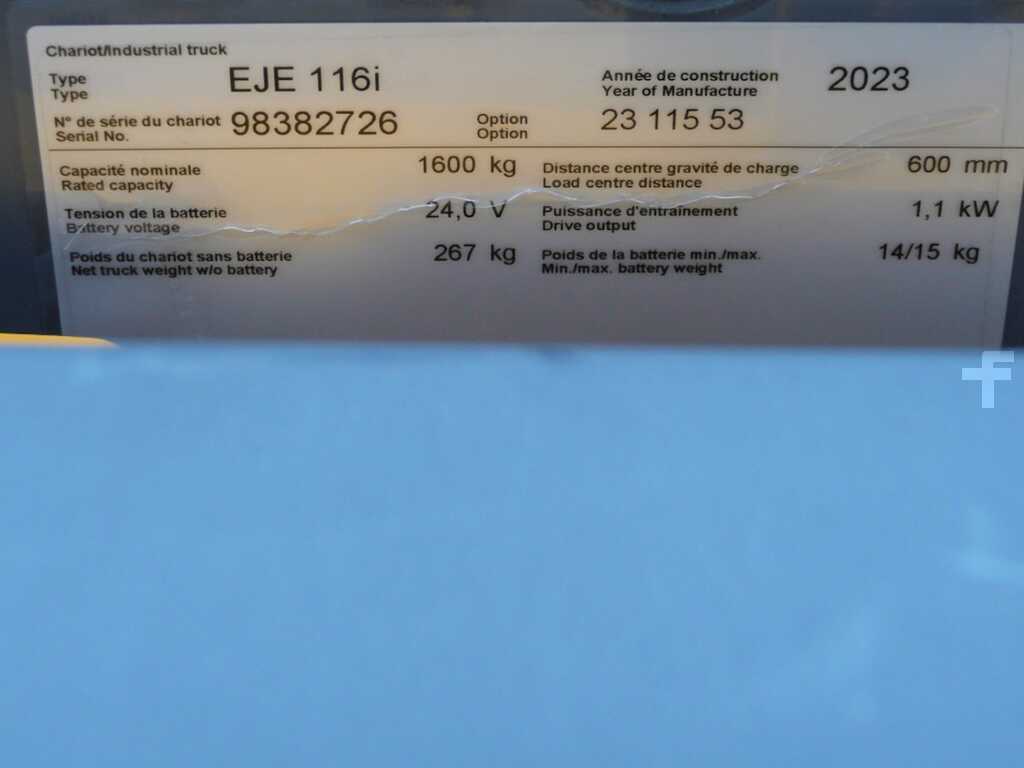 Chariot/Industrial truck
Type EJE 116i Année de construction 2023
Type Year of Manufacture
N° de série du chariot 98382726 Option 23 115 53
Serial No. Option
Capacité nominale 1600 kg Distance centre gravité de charge 600 mm
Rated capacity Load centre distance
Tension de la batterie 24,0 V Puissance d'entraînement 1,1 kW
Battery voltage Drive output
Poids du chariot sans batterie 267 kg Poids de la batterie min./max. 14/15 kg
Net truck weight w/o battery Min./max. battery weight
f